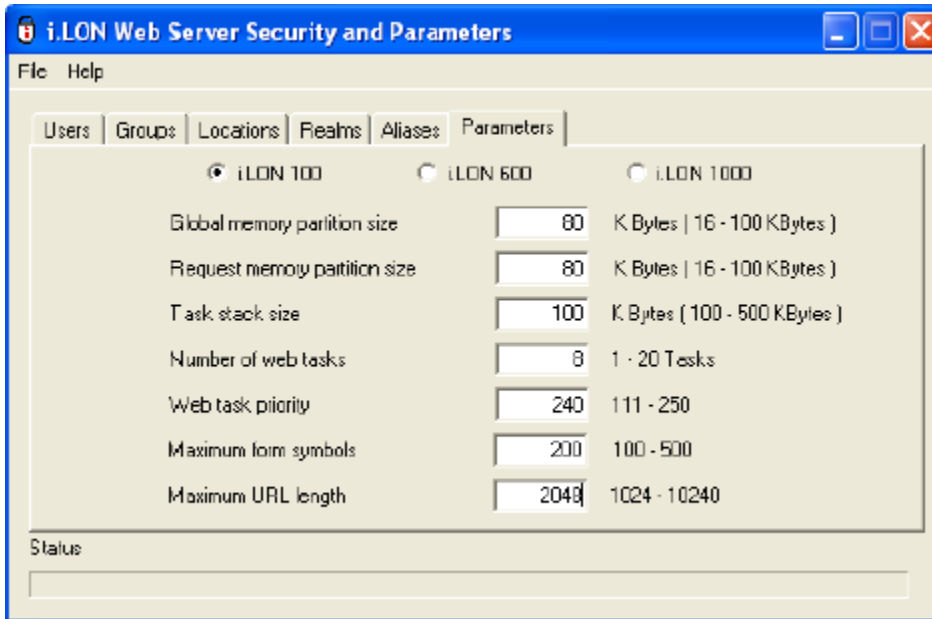 i.LON Web Server Security and Parameters
File Help
Users Groups Locations Realms Aliases Parameters
i.LON 100 i.LON 600 i.LON 1000
Global memory partition size 80 K Bytes ( 16 - 100 KBytes )
Request memory partition size 80 K Bytes ( 16 - 100 KBytes )
Task stack size 100 K Bytes ( 100 - 500 KBytes )
Number of web tasks 8 1 - 20 Tasks
Web task priority 240 111 - 250
Maximum form symbols 200 100 - 500
Maximum URL length 2048 1024 - 10240
Status